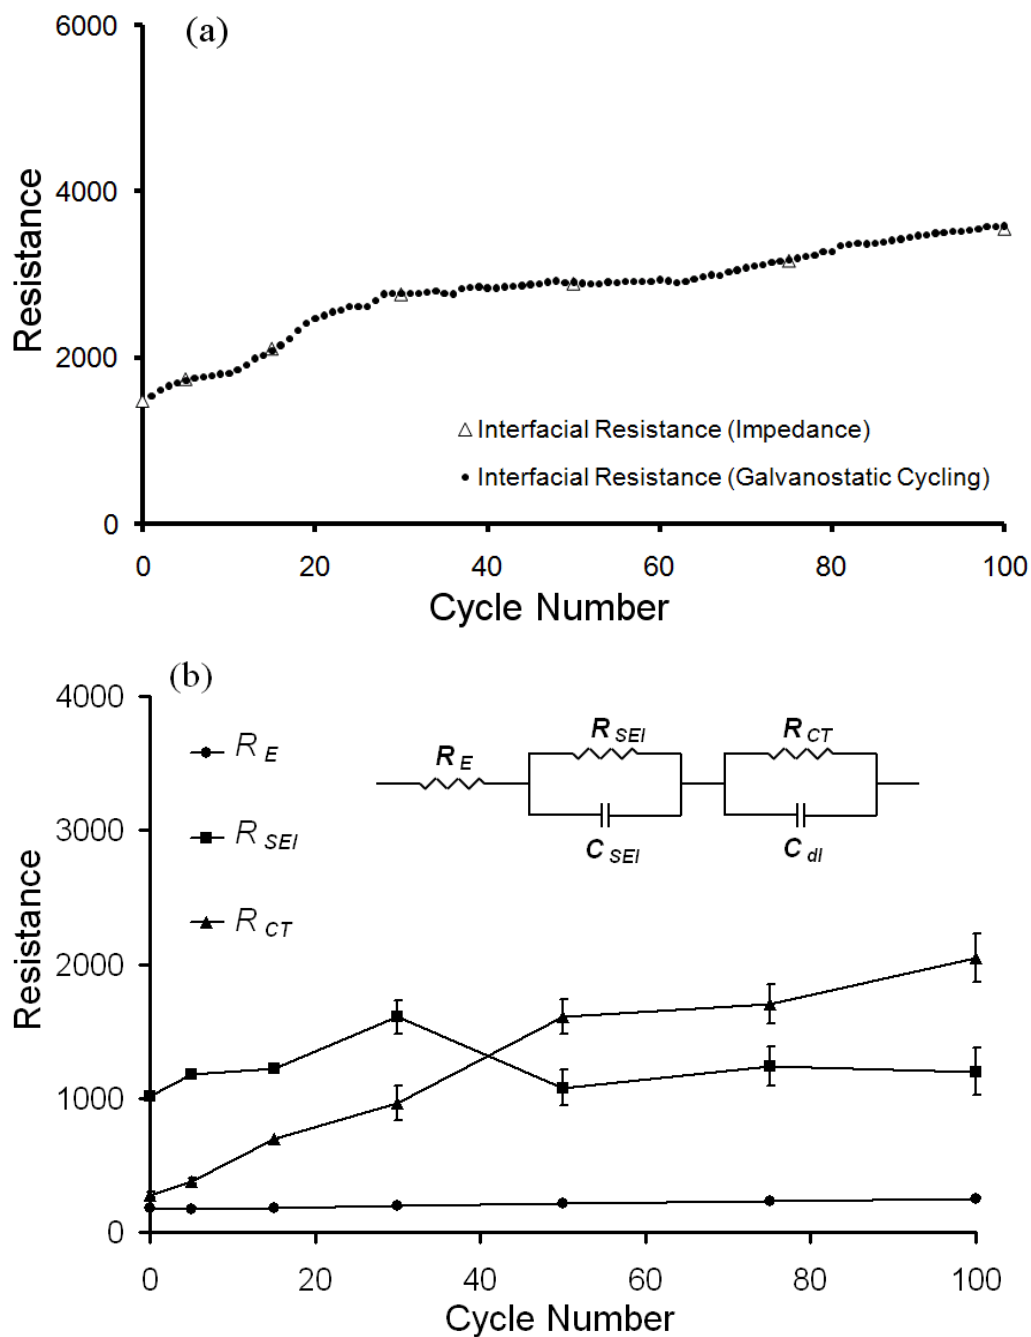 (a)
6000
4000
2000
0
Resistance
△ Interfacial Resistance (Impedance)
• Interfacial Resistance (Galvanostatic Cycling)
0 20 40 60 80 100
Cycle Number
(b)
4000
3000
2000
1000
0
Resistance
R E
R SEI
R CT
R E
R SEI
C SEI
R CT
C dl
0 20 40 60 80 100
Cycle Number